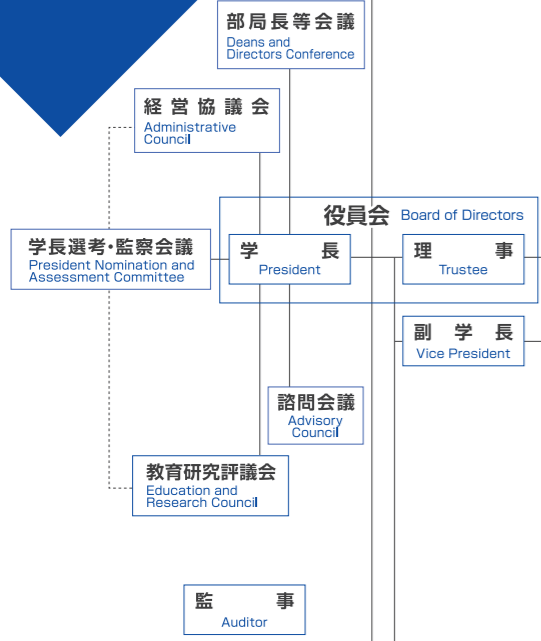 部局長等会議
Deans and
Directors Conference
経営協議会
Administrative
Council
役員会 Board of Directors
学長選考・監察会議
President Nomination and
Assessment Committee
学長
President
理事
Trustee
副学長
Vice President
諮問会議
Advisory
Council
教育研究評議会
Education and
Research Council
監事
Auditor